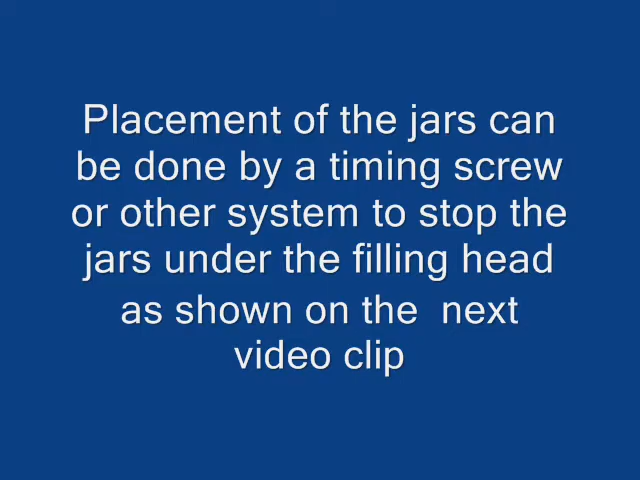 Placement of the jars can
be done by a timing screw
or other system to stop the
jars under the filling head
as shown on the  next
video clip